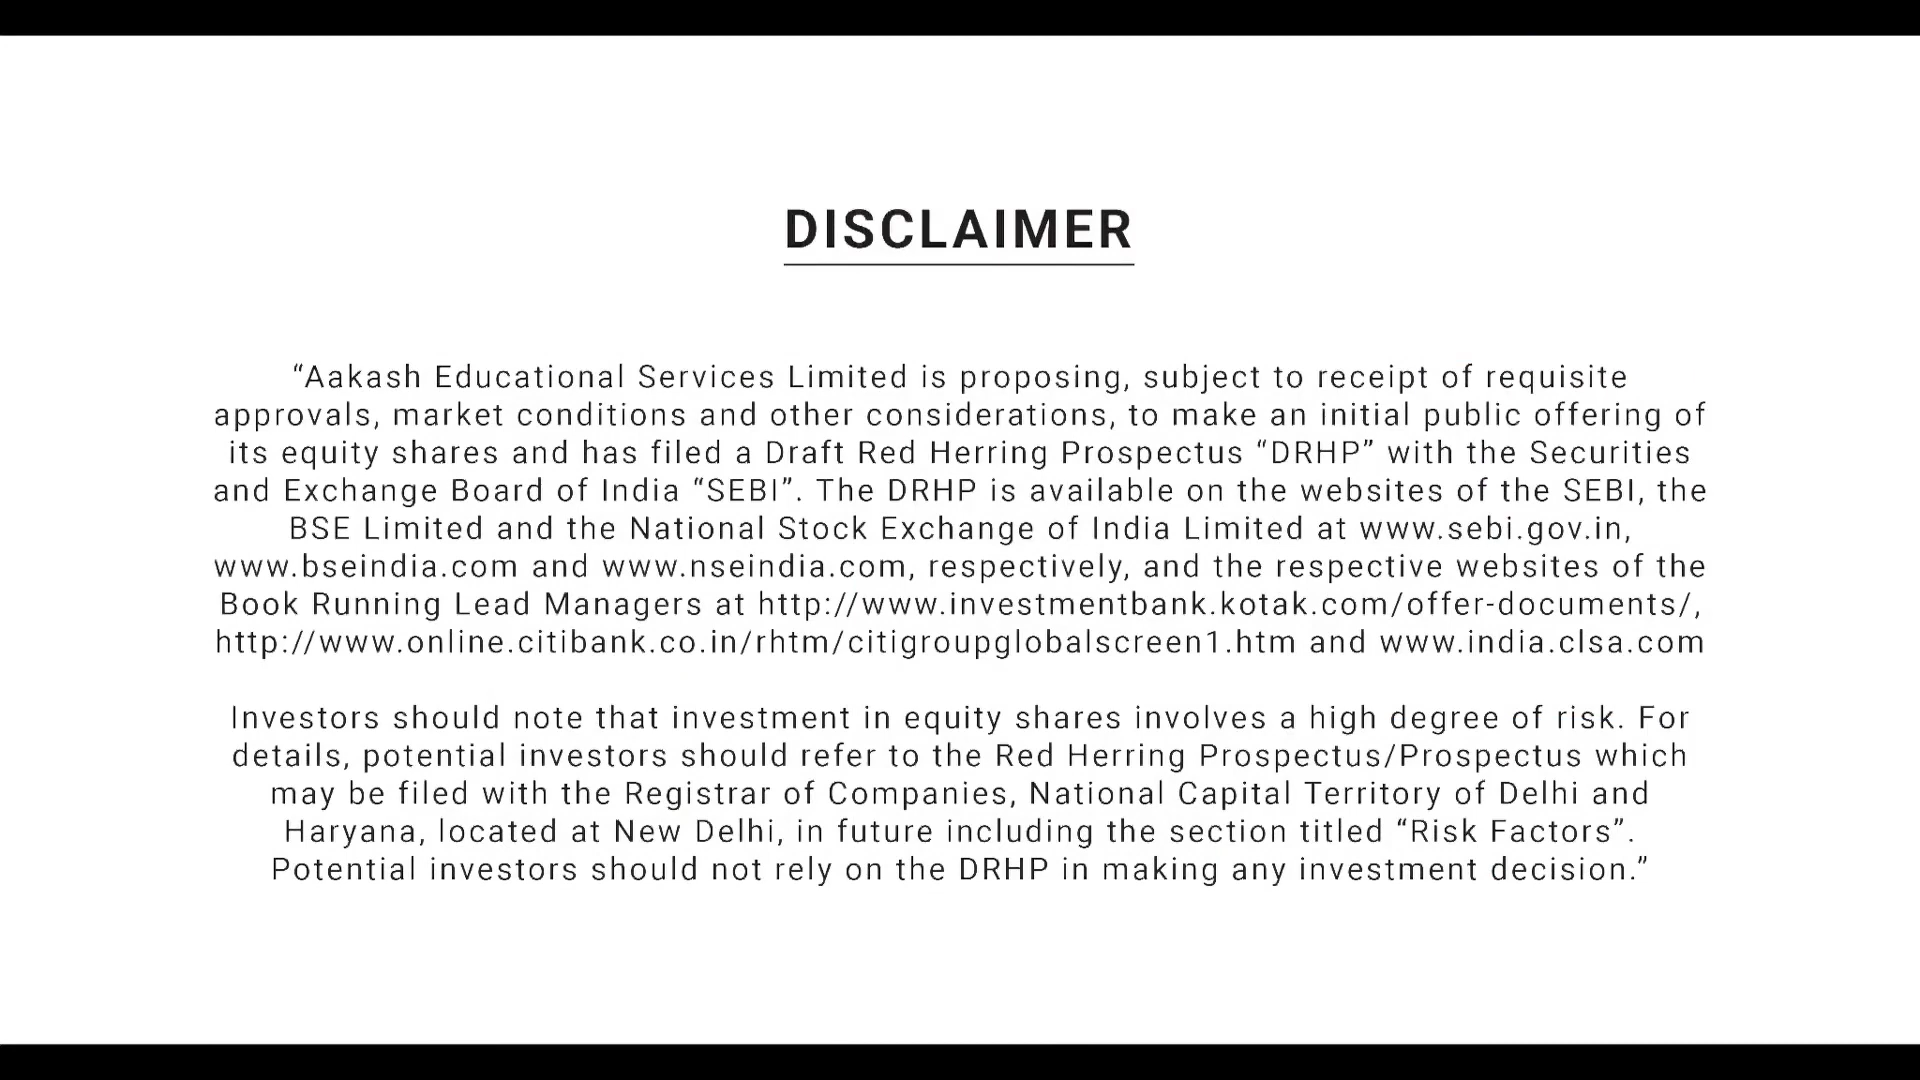 DISCLAIMER
“Aakash Educational Services Limited is proposing, subject to receipt of requisite
approvals, market conditions and other considerations, to make an initial public offering of
its equity shares and has filed a Draft Red Herring Prospectus “DRHP” with the Securities
and Exchange Board of India “SEBI”. The DRHP is available on the websites of the SEBI, the
BSE Limited and the National Stock Exchange of India Limited at www.sebi.gov.in,
www.bseindia.com and www.nseindia.com, respectively, and the respective websites of the
Book Running Lead Managers at http://www.investmentbank.kotak.com/offer-documents/,
http://www.online.citibank.co.in/rhtm/citigroupglobalscreen1.htm and www.india.clsa.com
Investors should note that investment in equity shares involves a high degree of risk. For
details, potential investors should refer to the Red Herring Prospectus/Prospectus which
may be filed with the Registrar of Companies, National Capital Territory of Delhi and
Haryana, located at New Delhi, in future including the section titled “Risk Factors”.
Potential investors should not rely on the DRHP in making any investment decision.”